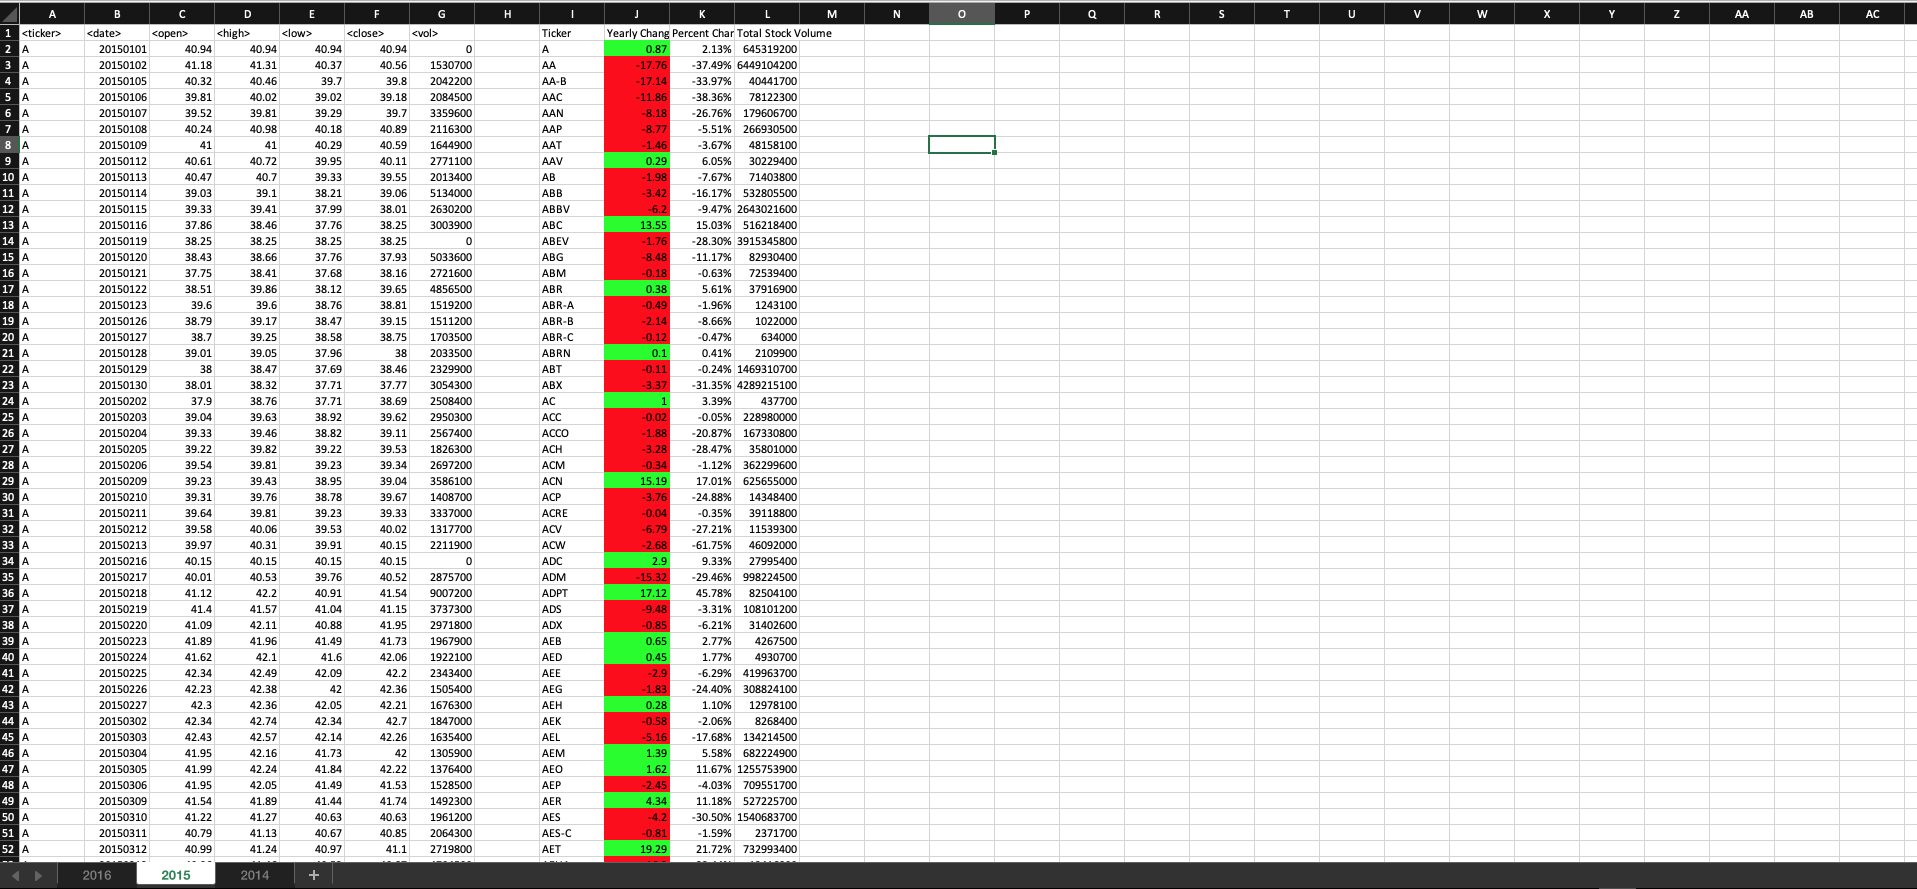 A B C D E F G H I J K L M N O P Q R S T U V W X Y Z AA AB AC
1 <ticker> <date> <open> <high> <low> <close> <vol> Ticker Yearly Chang Percent Char Total Stock Volume
2 A 20150101 40.94 40.94 40.94 40.94 0 A 0.87 2.13% 645319200
3 A 20150102 41.18 41.31 40.37 40.56 1530700 AA -17.76 -37.49% 6449104200
4 A 20150105 40.32 40.46 39.7 39.8 2042200 AA-B -17.14 -33.97% 40441700
5 A 20150106 39.81 40.02 39.02 39.18 2084500 AAC -11.86 -38.36% 78122300
6 A 20150107 39.52 39.81 39.29 39.7 3359600 AAN -8.18 -26.76% 179606700
7 A 20150108 40.24 40.98 40.18 40.89 2116300 AAP -8.77 -5.51% 266930500
8 A 20150109 41 41 40.29 40.59 1644900 AAT -1.46 -3.67% 48158100
9 A 20150112 40.61 40.72 39.95 40.11 2771100 AAV 0.29 6.05% 30229400
10 A 20150113 40.47 40.7 39.33 39.55 2013400 AB -1.98 -7.67% 71403800
11 A 20150114 39.03 39.1 38.21 39.06 5134000 ABB -3.42 -16.17% 532805500
12 A 20150115 39.33 39.41 37.99 38.01 2630200 ABBV -6.2 -9.47% 2643021600
13 A 20150116 37.86 38.46 37.76 38.25 3003900 ABC 13.55 15.03% 516218400
14 A 20150119 38.25 38.25 38.25 38.25 0 ABEV -1.76 -28.30% 3915345800
15 A 20150120 38.43 38.66 37.76 37.93 5033600 ABG -8.48 -11.17% 82930400
16 A 20150121 37.75 38.41 37.68 38.16 2721600 ABM -0.18 -0.63% 72539400
17 A 20150122 38.51 39.86 38.12 39.65 4856500 ABR 0.38 5.61% 37916900
18 A 20150123 39.6 39.6 38.76 38.81 1519200 ABR-A -0.49 -1.96% 1243100
19 A 20150126 38.79 39.17 38.47 39.15 1511200 ABR-B -2.14 -8.66% 1022000
20 A 20150127 38.7 39.25 38.58 38.75 1703500 ABR-C -0.12 -0.47% 634000
21 A 20150128 39.01 39.05 37.96 38 2033500 ABRN 0.1 0.41% 2109900
22 A 20150129 38 38.47 37.69 38.46 2329900 ABT -0.11 -0.24% 1469310700
23 A 20150130 38.01 38.32 37.71 37.77 3054300 ABX -3.37 -31.35% 4289215100
24 A 20150202 37.9 38.76 37.71 38.69 2508400 AC 1 3.39% 437700
25 A 20150203 39.04 39.63 38.92 39.62 2950300 ACC -0.02 -0.05% 228980000
26 A 20150204 39.33 39.46 38.82 39.11 2567400 ACCO -1.88 -20.87% 167330800
27 A 20150205 39.22 39.82 39.22 39.53 1826300 ACH -3.28 -28.47% 35801000
28 A 20150206 39.54 39.81 39.23 39.34 2697200 ACM -0.34 -1.12% 362299600
29 A 20150209 39.23 39.43 38.95 39.04 3586100 ACN 15.19 17.01% 625655000
30 A 20150210 39.31 39.76 38.78 39.67 1408700 ACP -3.76 -24.88% 14348400
31 A 20150211 39.64 39.81 39.23 39.33 3337000 ACRE -0.04 -0.35% 39118800
32 A 20150212 39.58 40.06 39.53 40.02 1317700 ACV -6.79 -27.21% 11539300
33 A 20150213 39.97 40.31 39.91 40.15 2211900 ACW -2.68 -61.75% 46092000
34 A 20150216 40.15 40.15 40.15 40.15 0 ADC 2.9 9.33% 27995400
35 A 20150217 40.01 40.53 39.76 40.52 2875700 ADM -15.32 -29.46% 998224500
36 A 20150218 41.12 42.2 40.91 41.54 9007200 ADPT 17.12 45.78% 82504100
37 A 20150219 41.4 41.57 41.04 41.15 3737300 ADS -9.48 -3.31% 108101200
38 A 20150220 41.09 42.11 40.88 41.95 2971800 ADX -0.85 -6.21% 31402600
39 A 20150223 41.89 41.96 41.49 41.73 1967900 AEB 0.65 2.77% 4267500
40 A 20150224 41.62 42.1 41.6 42.06 1922100 AED 0.45 1.77% 4930700
41 A 20150225 42.34 42.49 42.09 42.2 2343400 AEE -2.9 -6.29% 419963700
42 A 20150226 42.23 42.38 42 42.36 1505400 AEG -1.83 -24.40% 308824100
43 A 20150227 42.3 42.36 42.05 42.21 1676300 AEH 0.28 1.10% 12978100
44 A 20150302 42.34 42.74 42.34 42.7 1847000 AEK -0.58 -2.06% 8268400
45 A 20150303 42.43 42.57 42.14 42.26 1635400 AEL -5.16 -17.68% 134214500
46 A 20150304 41.95 42.16 41.73 42 1305900 AEM 1.39 5.58% 682224900
47 A 20150305 41.99 42.24 41.84 42.22 1376400 AEO 1.62 11.67% 1255753900
48 A 20150306 41.95 42.05 41.49 41.53 1528500 AEP -2.45 -4.03% 709551700
49 A 20150309 41.54 41.89 41.44 41.74 1492300 AER 4.34 11.18% 527225700
50 A 20150310 41.22 41.27 40.63 40.63 1961200 AES -4.2 -30.50% 1540683700
51 A 20150311 40.79 41.13 40.67 40.85 2064300 AES-C -0.81 -1.59% 2371700
52 A 20150312 40.99 41.24 40.97 41.1 2719800 AET 19.29 21.72% 732993400
2016 2015 2014 +